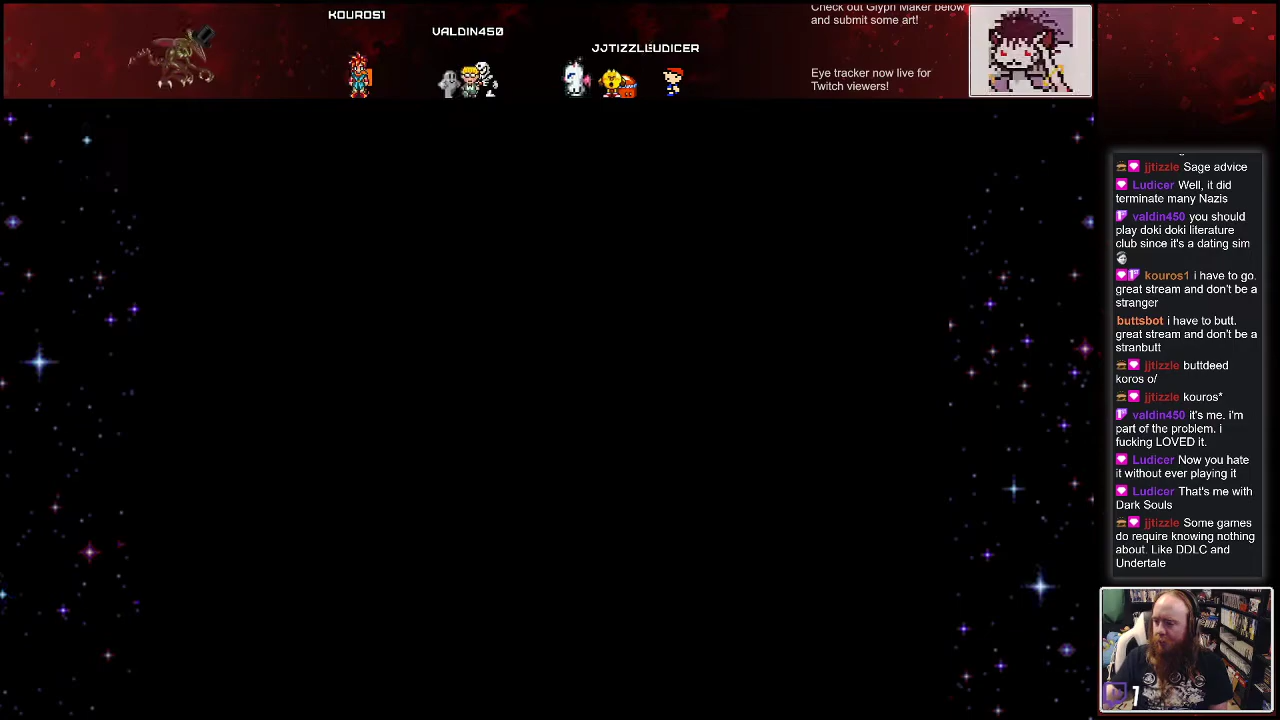 KOUROS1
VALDIN450
Check out Glyph Maker below
and submit some art!
Eye tracker now live for
Twitch viewers!
jjtizzle Sage advice
Ludicer Well, it did
terminate many Nazis
valdin450 you should
play doki doki literature
club since it's a dating sim
kouros1 i have to go.
great stream and don't be a
stranger
buttsbot i have to butt.
great stream and don't be a
stranbutt
jjtizzle buttdeed
koros o/
jjtizzle kouros*
valdin450 it's me. i'm
part of the problem. i
fucking LOVED it.
Ludicer Now you hate
it without ever playing it
Ludicer That's me with
Dark Souls
jjtizzle Some games
do require knowing nothing
about. Like DDLC and
Undertale
1